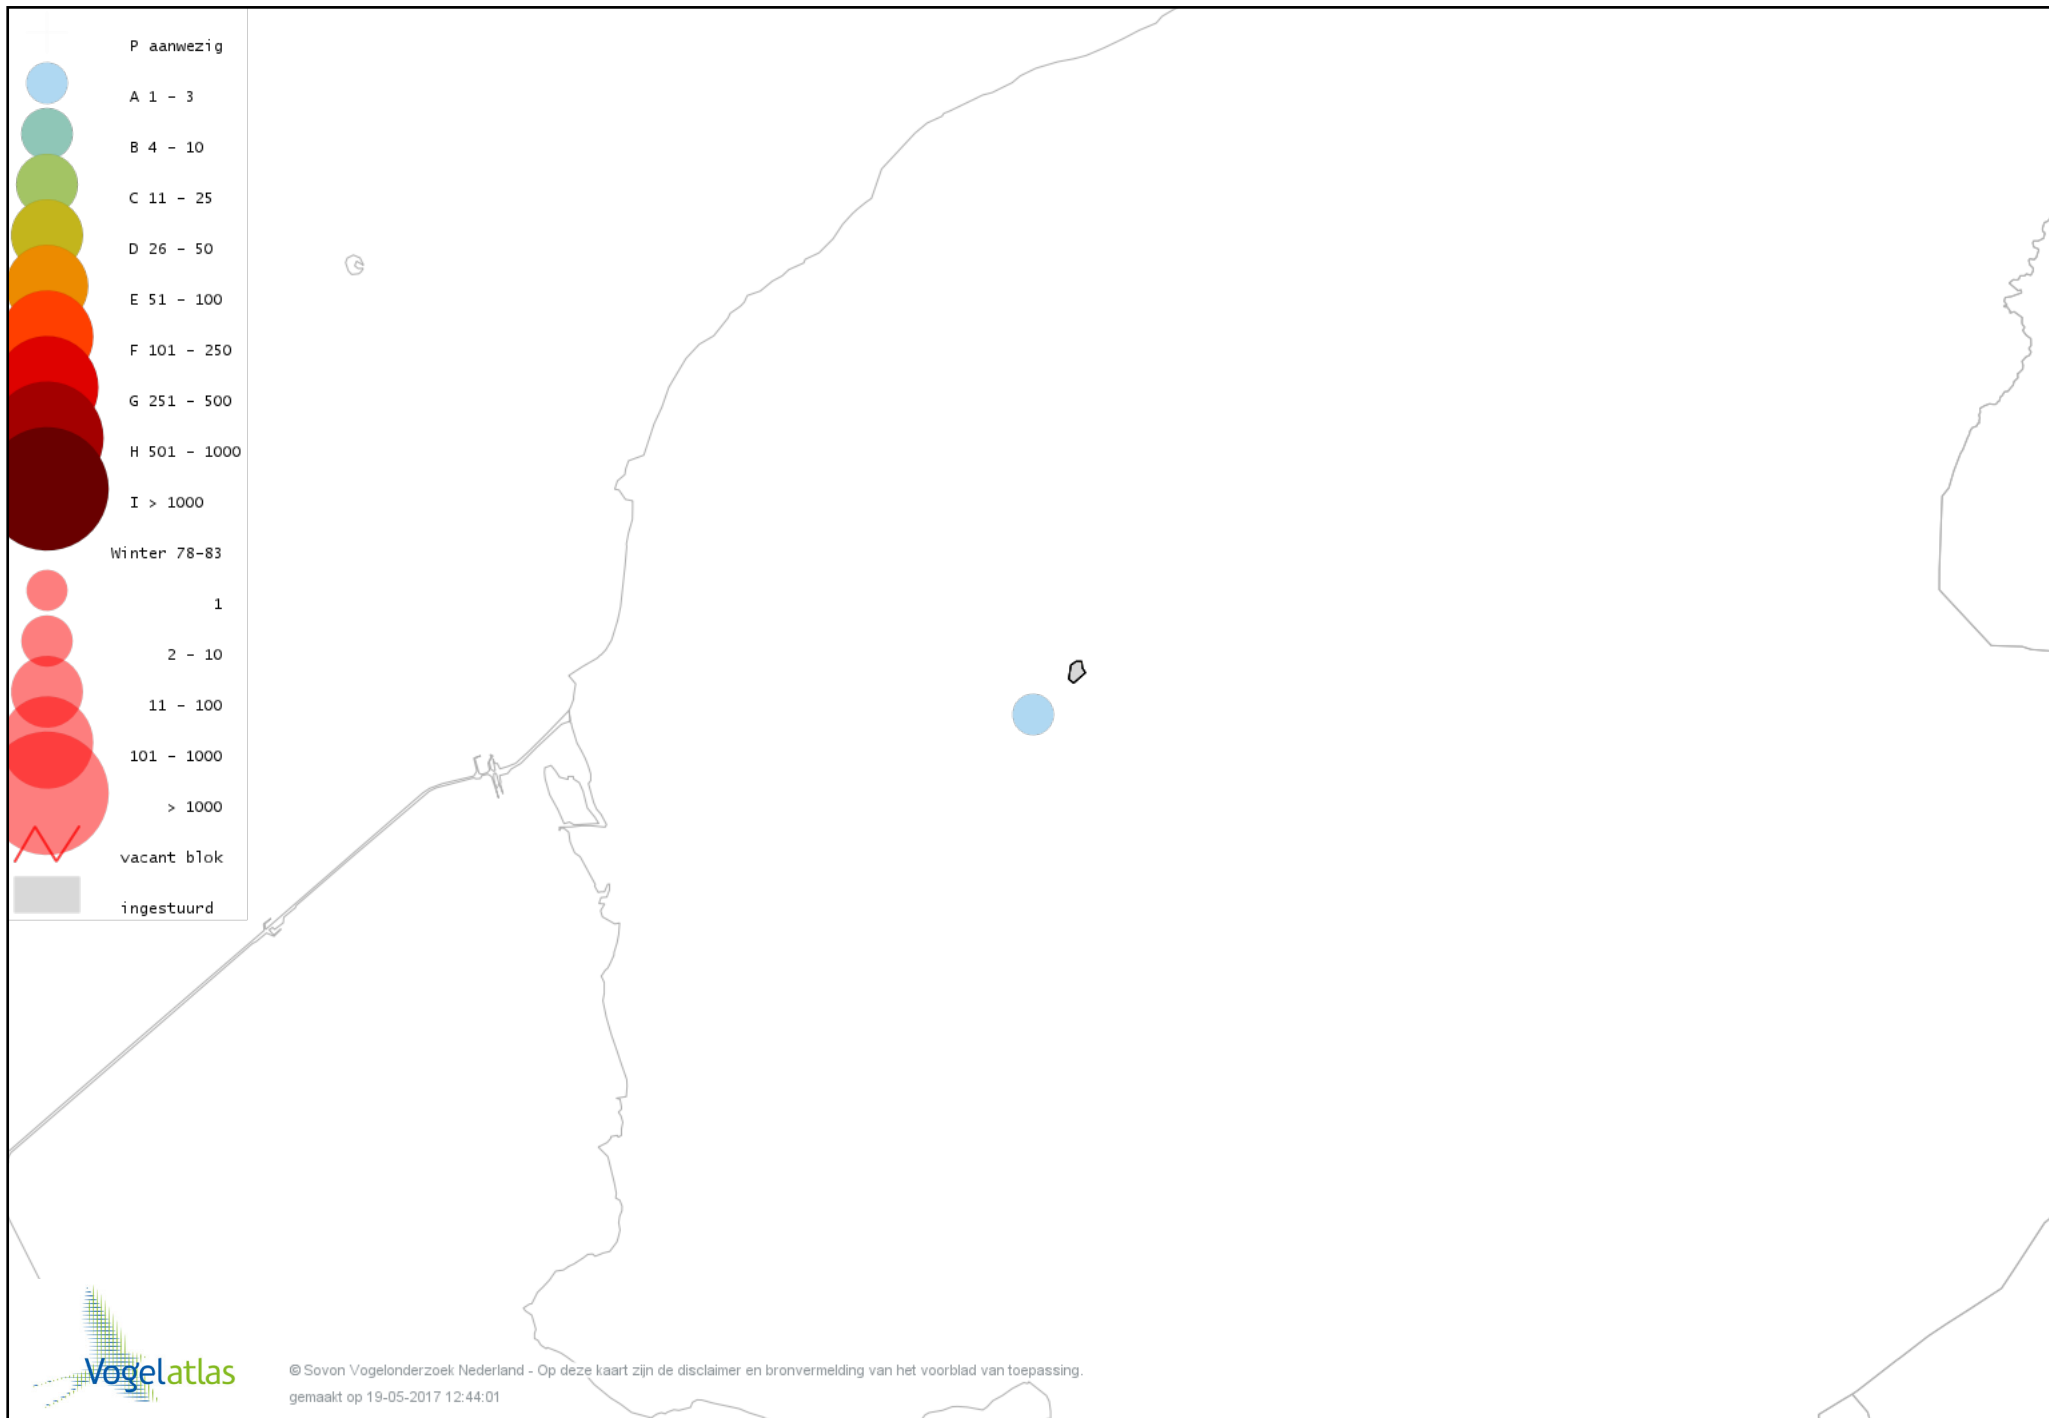 P aanwezig
A 1 - 3
B 4 - 10
C 11 - 25
D 26 - 50
E 51 - 100
F 101 - 250
G 251 - 500
H 501 - 1000
I > 1000
Winter 78-83
1
2 - 10
11 - 100
101 - 1000
> 1000
vacant blok
ingestuurd
Vogelatlas
© Sovon Vogelonderzoek Nederland - Op deze kaart zijn de disclaimer en bronvermelding van het voorblad van toepassing.
gemaakt op 19-05-2017 12:44:01